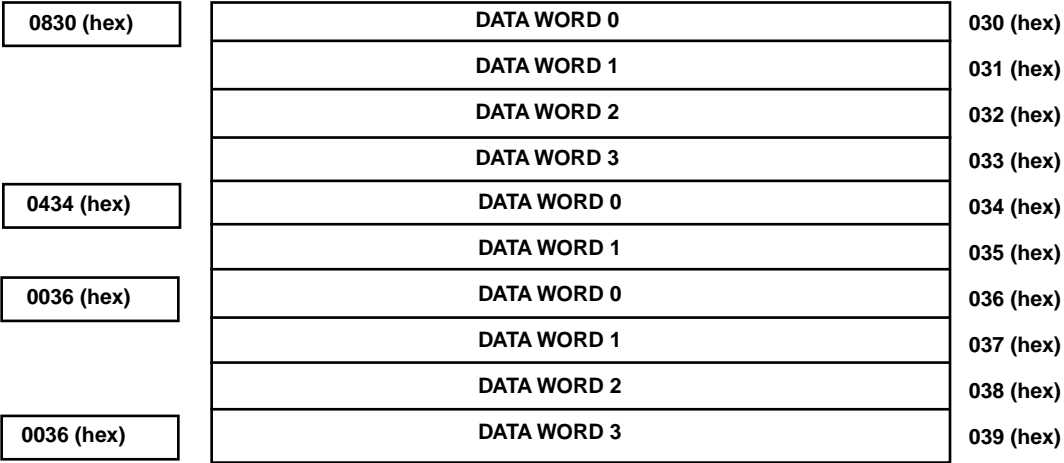 0830 (hex) DATA WORD 0 030 (hex)
DATA WORD 1 031 (hex)
DATA WORD 2 032 (hex)
DATA WORD 3 033 (hex)
0434 (hex) DATA WORD 0 034 (hex)
DATA WORD 1 035 (hex)
0036 (hex) DATA WORD 0 036 (hex)
DATA WORD 1 037 (hex)
DATA WORD 2 038 (hex)
0036 (hex) DATA WORD 3 039 (hex)